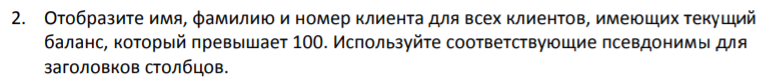 2. Отобразите имя, фамилию и номер клиента для всех клиентов, имеющих текущий
баланс, который превышает 100. Используйте соответствующие псевдонимы для
заголовков столбцов.